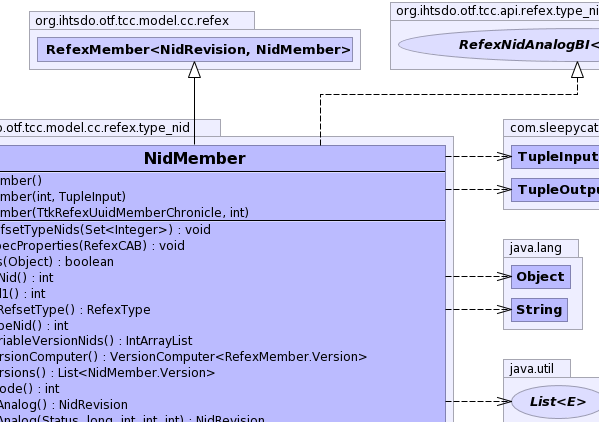 org.ihtsdo.otf.tcc.model.cc.refex
org.ihtsdo.otf.tcc.api.refex.type_nid
RefexMember<NidRevision, NidMember>
RefexNidAnalogBI<
o.otf.tcc.model.cc.refex.type_nid
com.sleepycat
NidMember
TupleInput
TupleOutpu
mber()
mber(int, TupleInput)
mber(TtkRefexUuidMemberChronicle, int)
fsetTypeNids(Set<Integer>) : void
pecProperties(RefexCAB) : void
s(Object) : boolean
Nid() : int
d1() : int
RefsetType() : RefexType
peNid() : int
riableVersionNids() : IntArrayList
rsionComputer() : VersionComputer<RefexMember.Version>
rsions() : List<NidMember.Version>
ode() : int
Analog() : NidRevision
Analog(Status, long, int, int, int) : NidRevision
java.lang
Object
String
java.util
List<E>